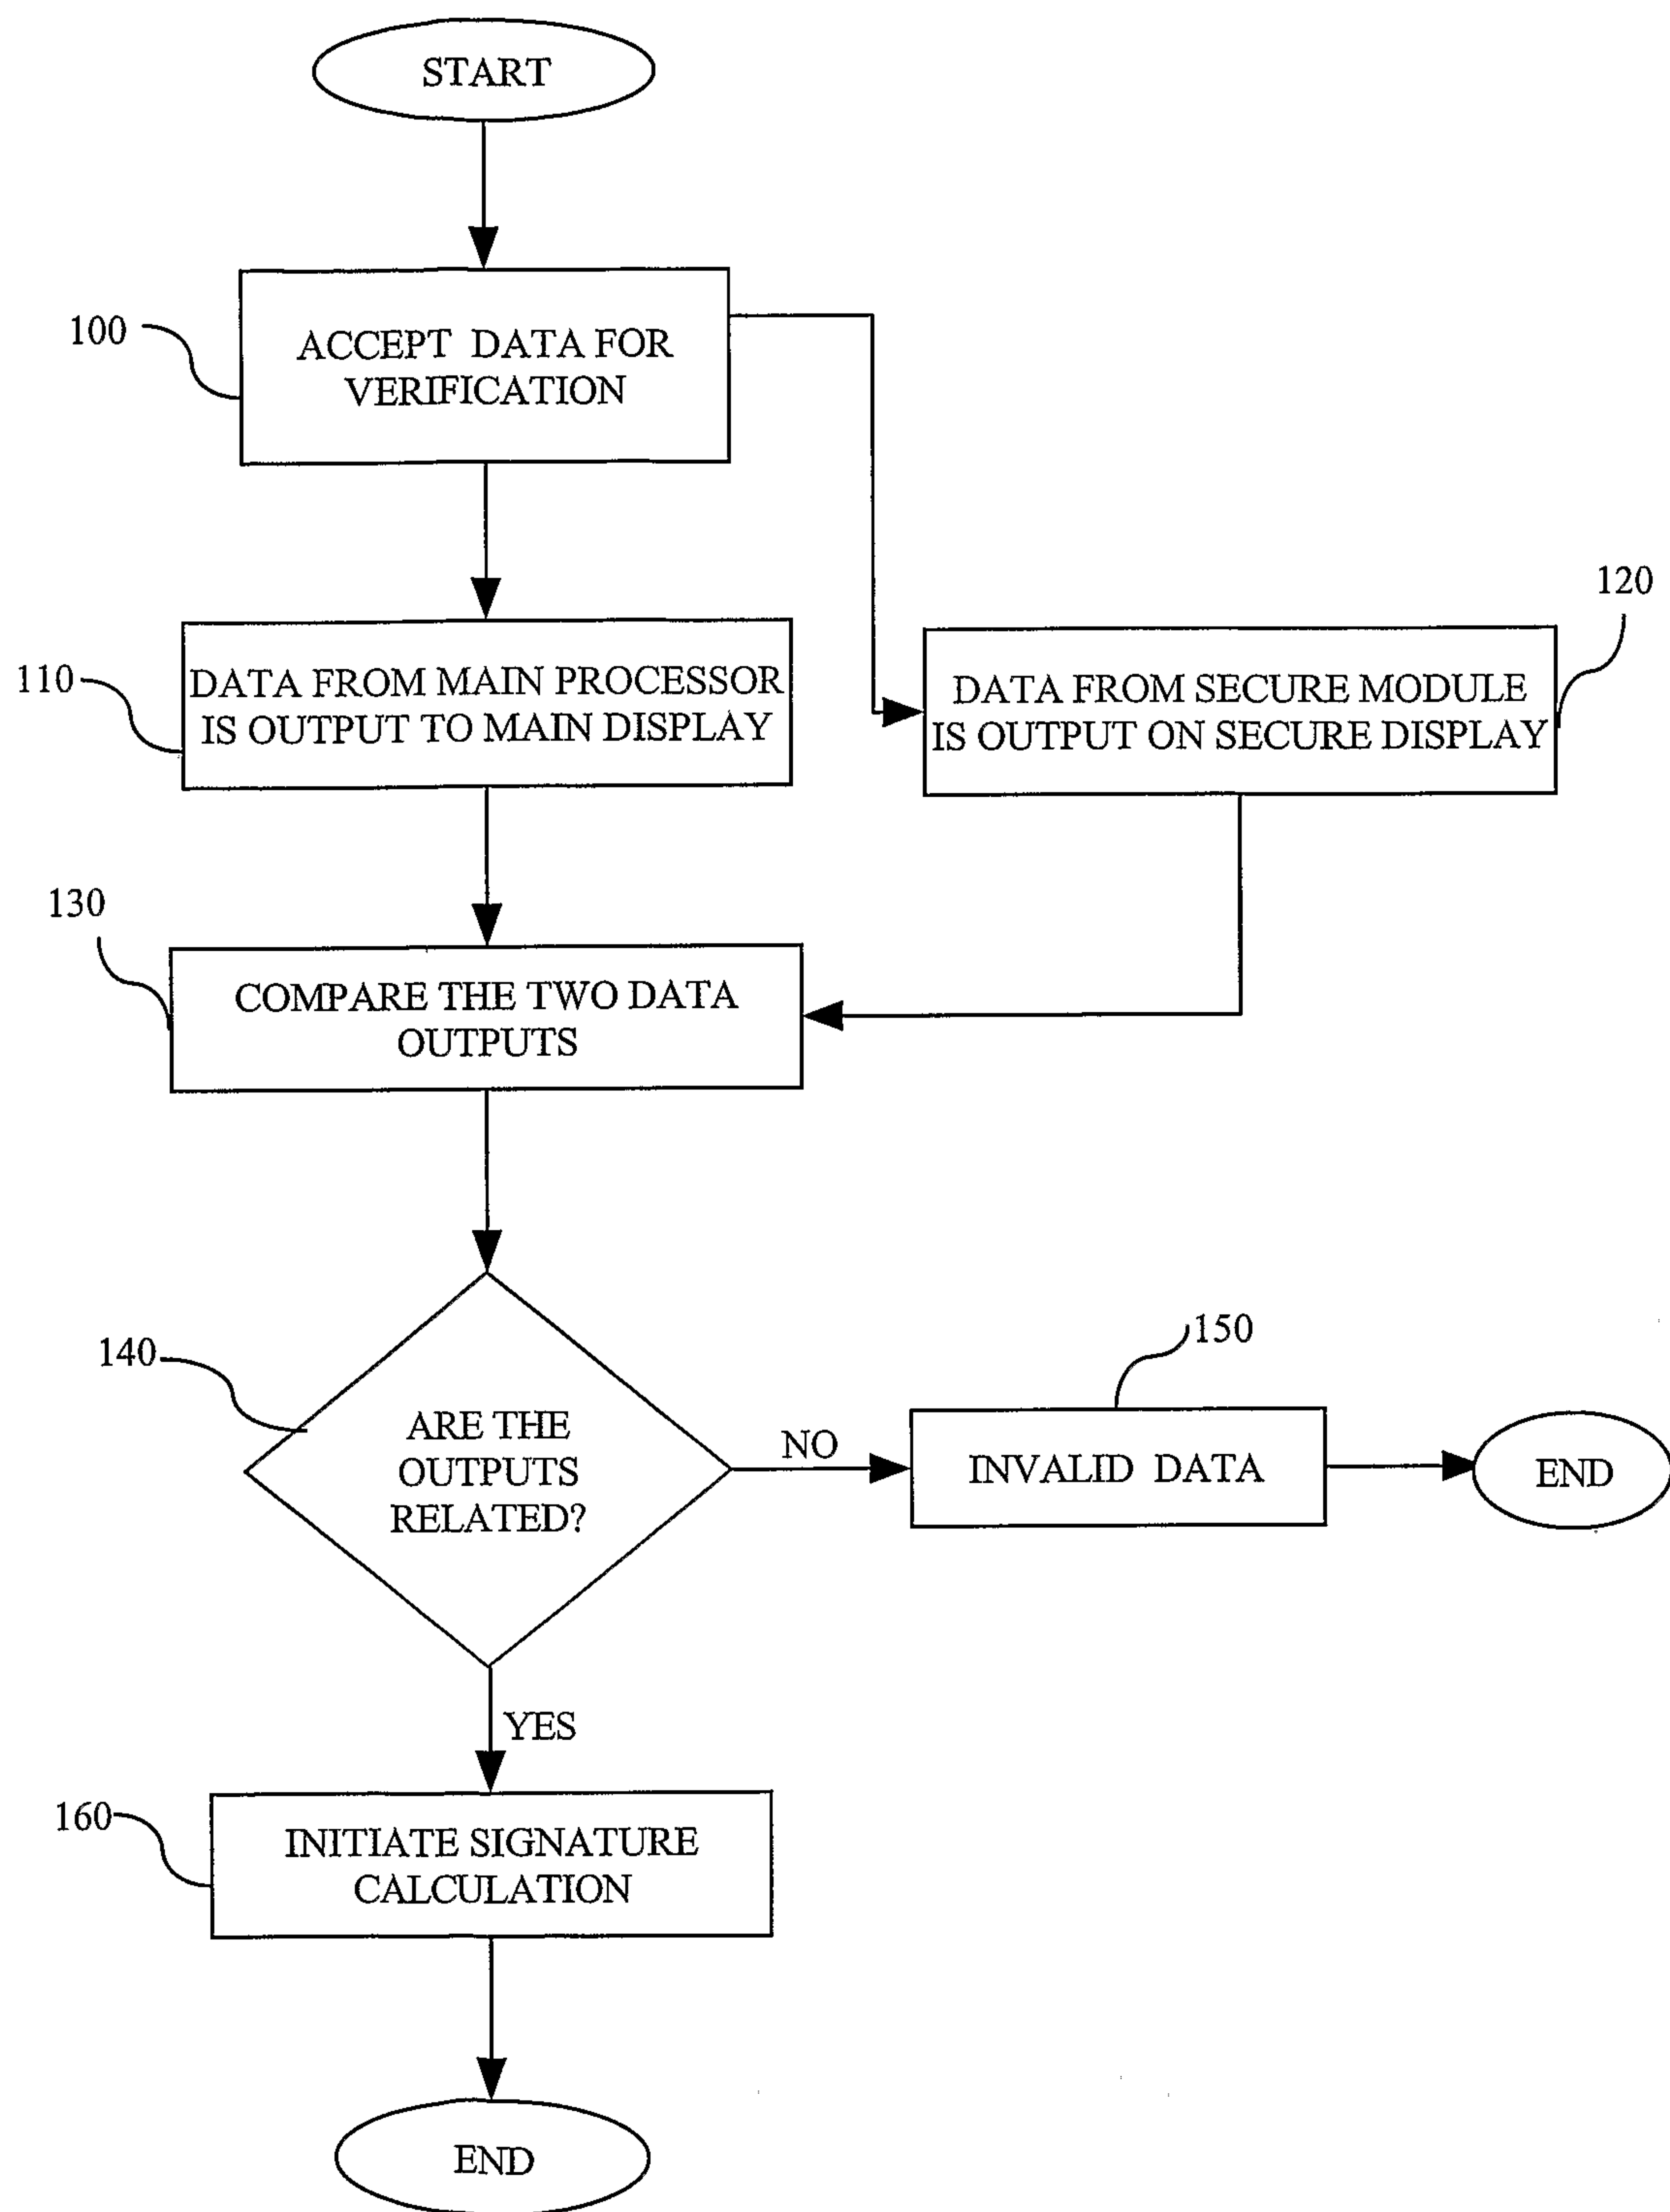 START
100
ACCEPT DATA FOR
VERIFICATION
120
110
DATA FROM MAIN PROCESSOR
IS OUTPUT TO MAIN DISPLAY
DATA FROM SECURE MODULE
IS OUTPUT ON SECURE DISPLAY
130
COMPARE THE TWO DATA
OUTPUTS
140
ARE THE
OUTPUTS
RELATED?
NO
150
INVALID DATA
END
YES
160
INITIATE SIGNATURE
CALCULATION
END